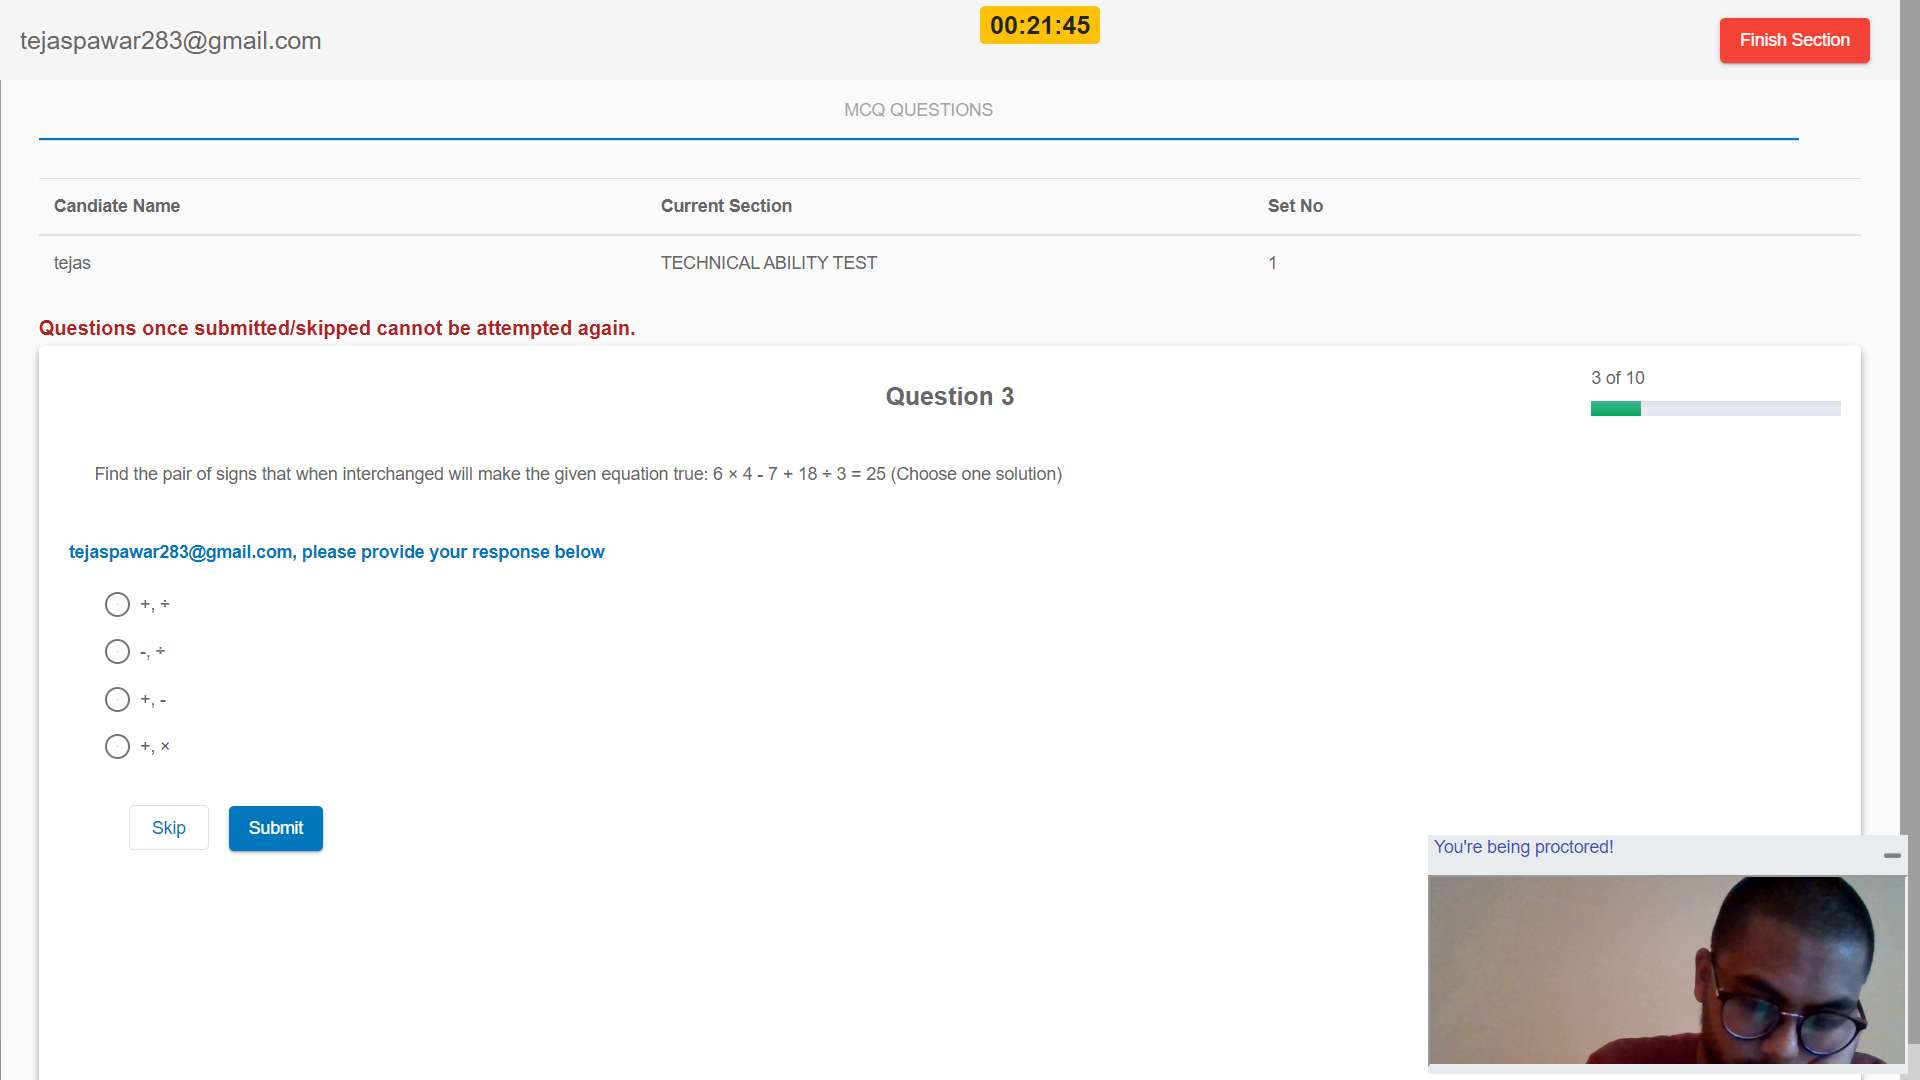 tejaspawar283@gmail.com
00:21:45
Finish Section
MCQ QUESTIONS
Candiate Name Current Section Set No
tejas TECHNICAL ABILITY TEST 1
Questions once submitted/skipped cannot be attempted again.
3 of 10
Question 3
Find the pair of signs that when interchanged will make the given equation true: 6 × 4 - 7 + 18 ÷ 3 = 25 (Choose one solution)
tejaspawar283@gmail.com, please provide your response below
+, ÷
-, ÷
+, -
+, ×
Skip Submit
You're being proctored!